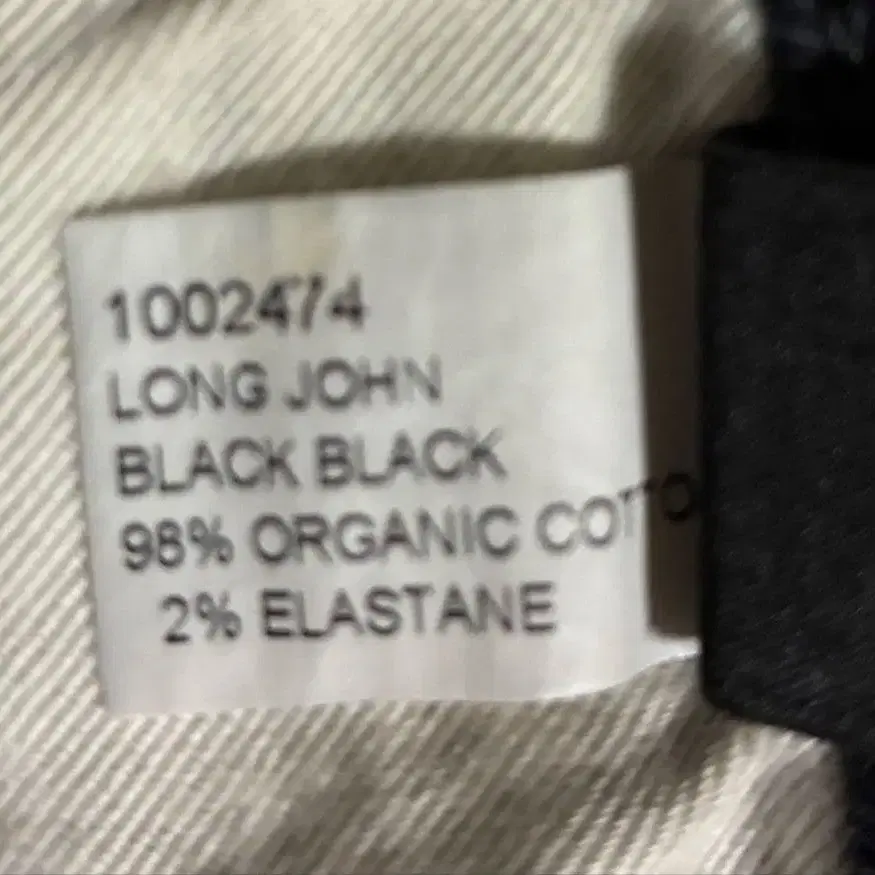 1002474
LONG JOHN
BLACK BLACK
98% ORGANIC COTTO
2% ELASTANE